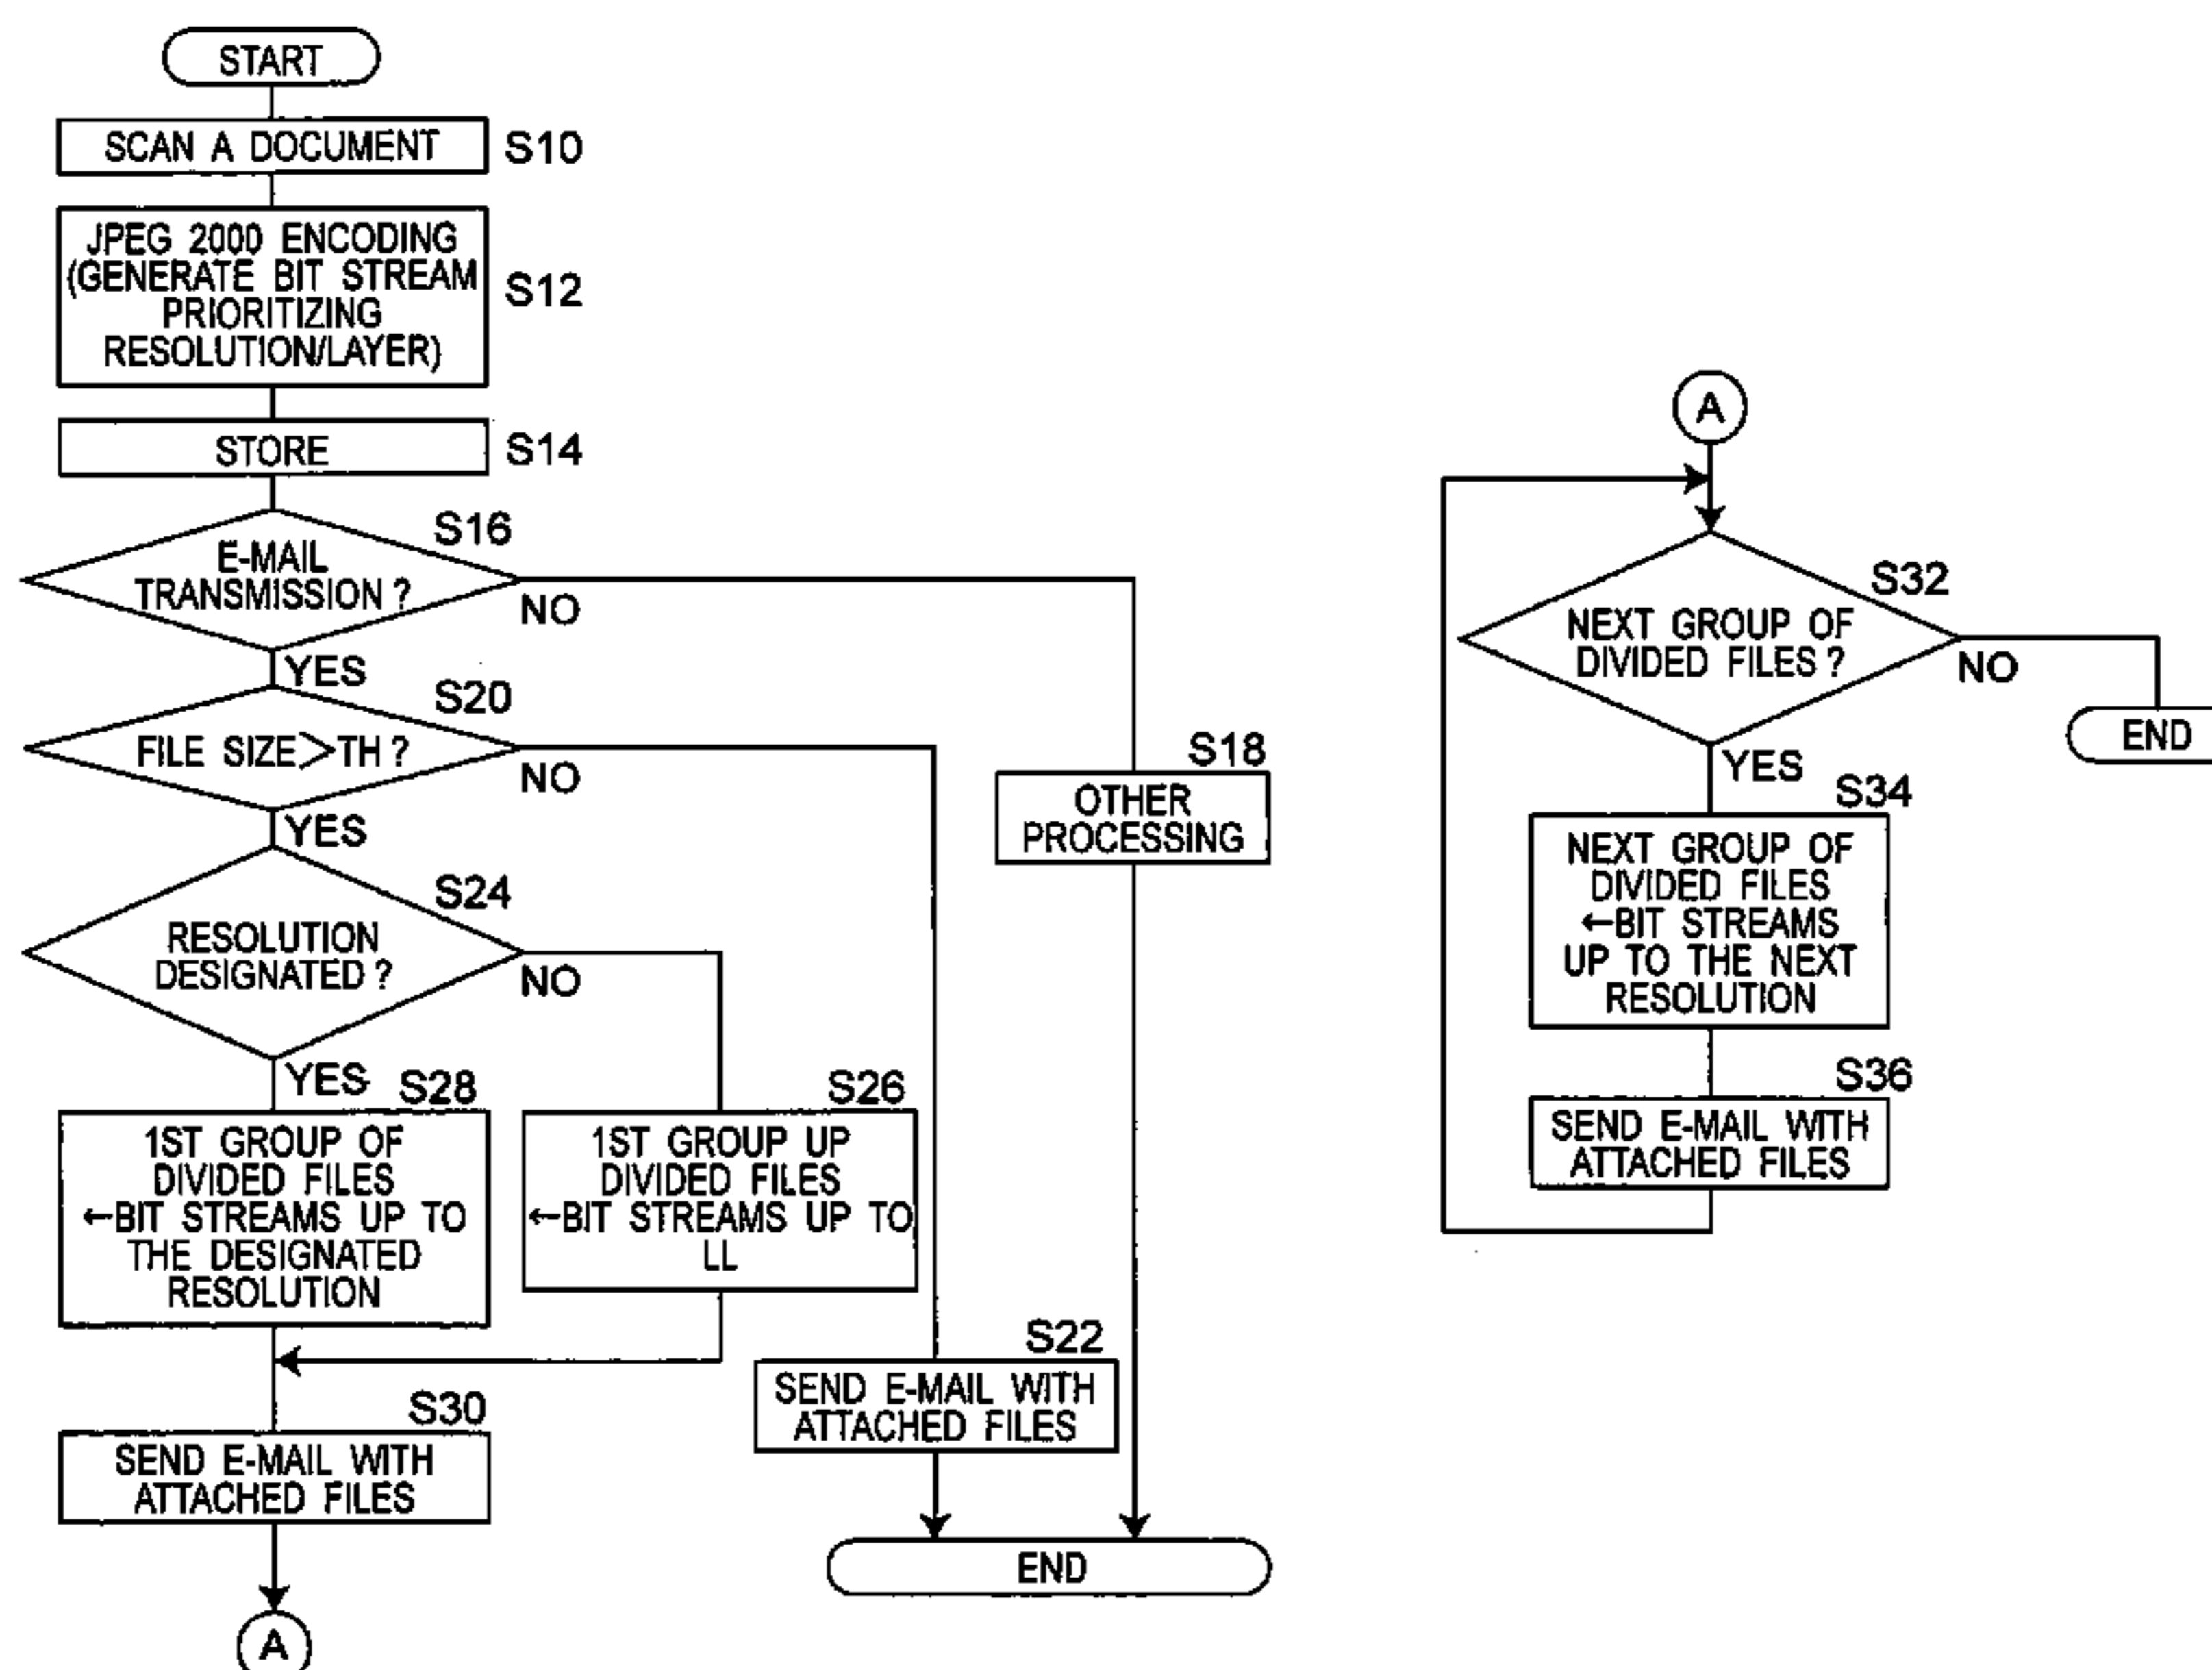 START
SCAN A DOCUMENT
S10
JPEG 2000 ENCODING
(GENERATE BIT STREAM
PRIORITIZING
RESOLUTION/LAYER)
S12
STORE
S14
S16
E-MAIL
TRANSMISSION ?
NO
YES
S20
FILE SIZE>TH ?
NO
YES
S18
OTHER
PROCESSING
S24
RESOLUTION
DESIGNATED ?
NO
YES
S28
1ST GROUP OF
DIVIDED FILES
←BIT STREAMS UP TO
THE DESIGNATED
RESOLUTION
S26
1ST GROUP UP
DIVIDED FILES
←BIT STREAMS UP TO
LL
S22
SEND E-MAIL WITH
ATTACHED FILES
S30
SEND E-MAIL WITH
ATTACHED FILES
END
A
A
S32
NEXT GROUP OF
DIVIDED FILES ?
NO
END
YES
S34
NEXT GROUP OF
DIVIDED FILES
←BIT STREAMS
UP TO THE NEXT
RESOLUTION
S36
SEND E-MAIL WITH
ATTACHED FILES